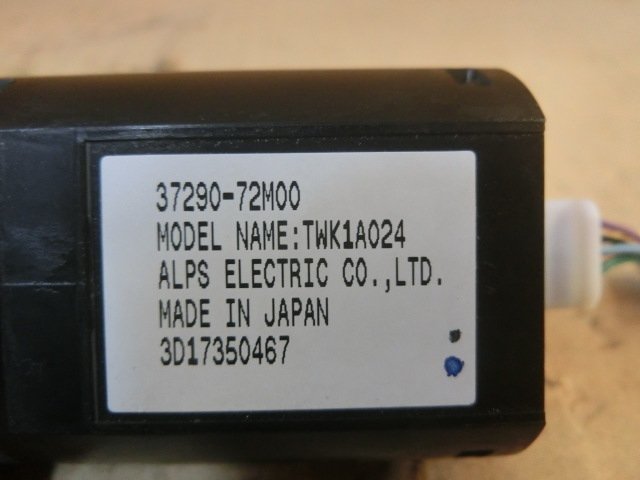 37290-72M00
MODEL NAME:TWK1A024
ALPS ELECTRIC CO.,LTD.
MADE IN JAPAN
3D17350467